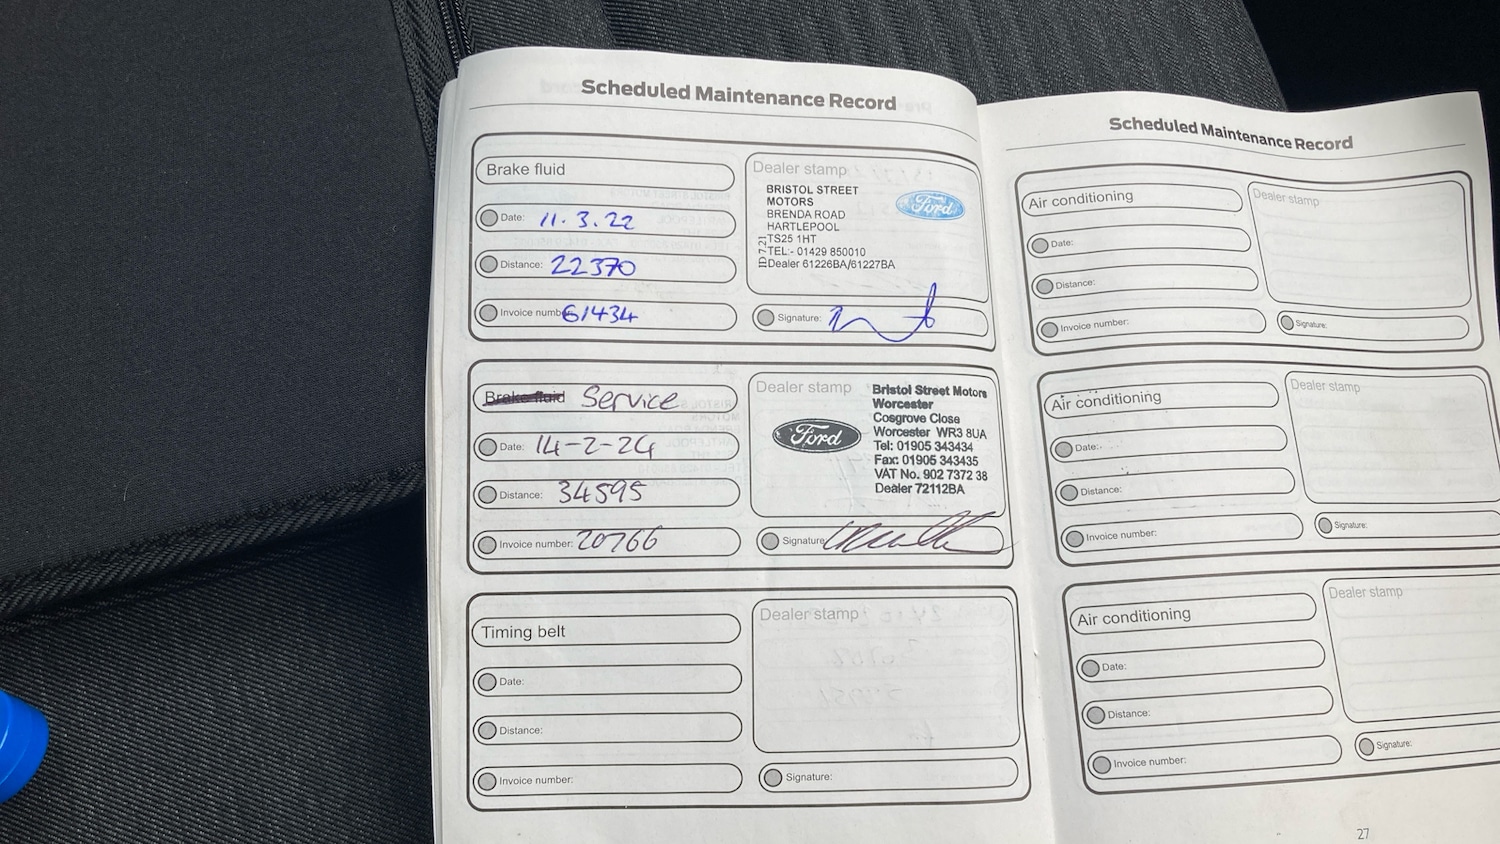 Scheduled Maintenance Record
Brake fluid
Date: 11.3.22
Distance: 22370
Invoice number: 61434
Dealer stamp
BRISTOL STREET
MOTORS
BRENDA ROAD
HARTLEPOOL
TS25 1HT
TEL:- 01429 850010
Dealer 61226BA/61227BA
ID 721
Ford
Signature:
Brake fluid Service
Date: 14-2-24
Distance: 34595
Invoice number: 20766
Dealer stamp
Ford
Bristol Street Motors
Worcester
Cosgrove Close
Worcester WR3 8UA
Tel: 01905 343434
Fax: 01905 343435
VAT No. 902 7372 38
Dealer 72112BA
Signature:
Timing belt
Date:
Distance:
Invoice number:
Dealer stamp
Signature:
Scheduled Maintenance Record
Air conditioning
Date:
Distance:
Invoice number:
Dealer stamp
Signature:
Air conditioning
Date:
Distance:
Invoice number:
Dealer stamp
Signature:
Air conditioning
Date:
Distance:
Invoice number:
Dealer stamp
Signature:
27